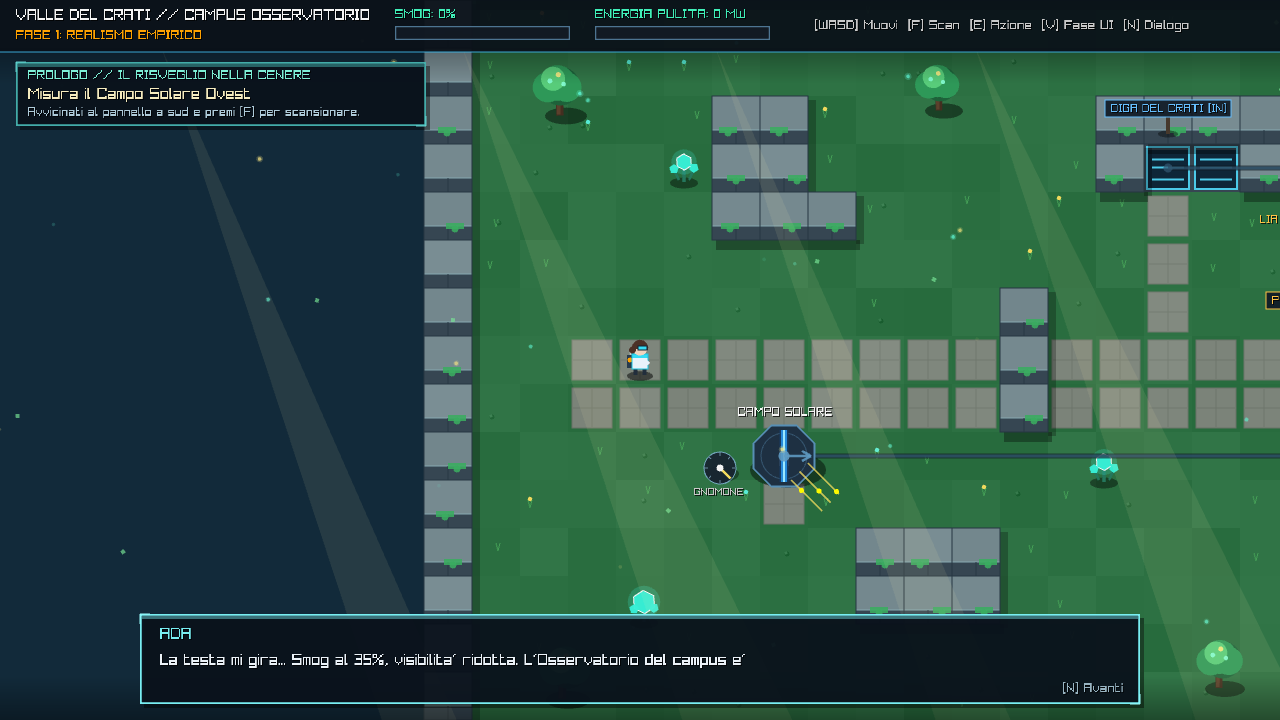 VALLE DEL CRATI // CAMPUS OSSERVATORIO
FASE 1: REALISMO EMPIRICO
SMOG: 0%
ENERGIA PULITA: 0 MW
[WASD] Muovi [F] Scan [E] Azione [V] Fase UI [N] Dialogo
PROLOGO // IL RISVEGLIO NELLA CENERE
Misura il Campo Solare Ovest
Avvicinati al pannello a sud e premi [F] per scansionare.
DIGA DEL CRATI [IN]
LIA
P
CAMPO SOLARE
GNOMONE
ADA
La testa mi gira... Smog al 35%, visibilita' ridotta. L'Osservatorio del campus e'
[N] Avanti